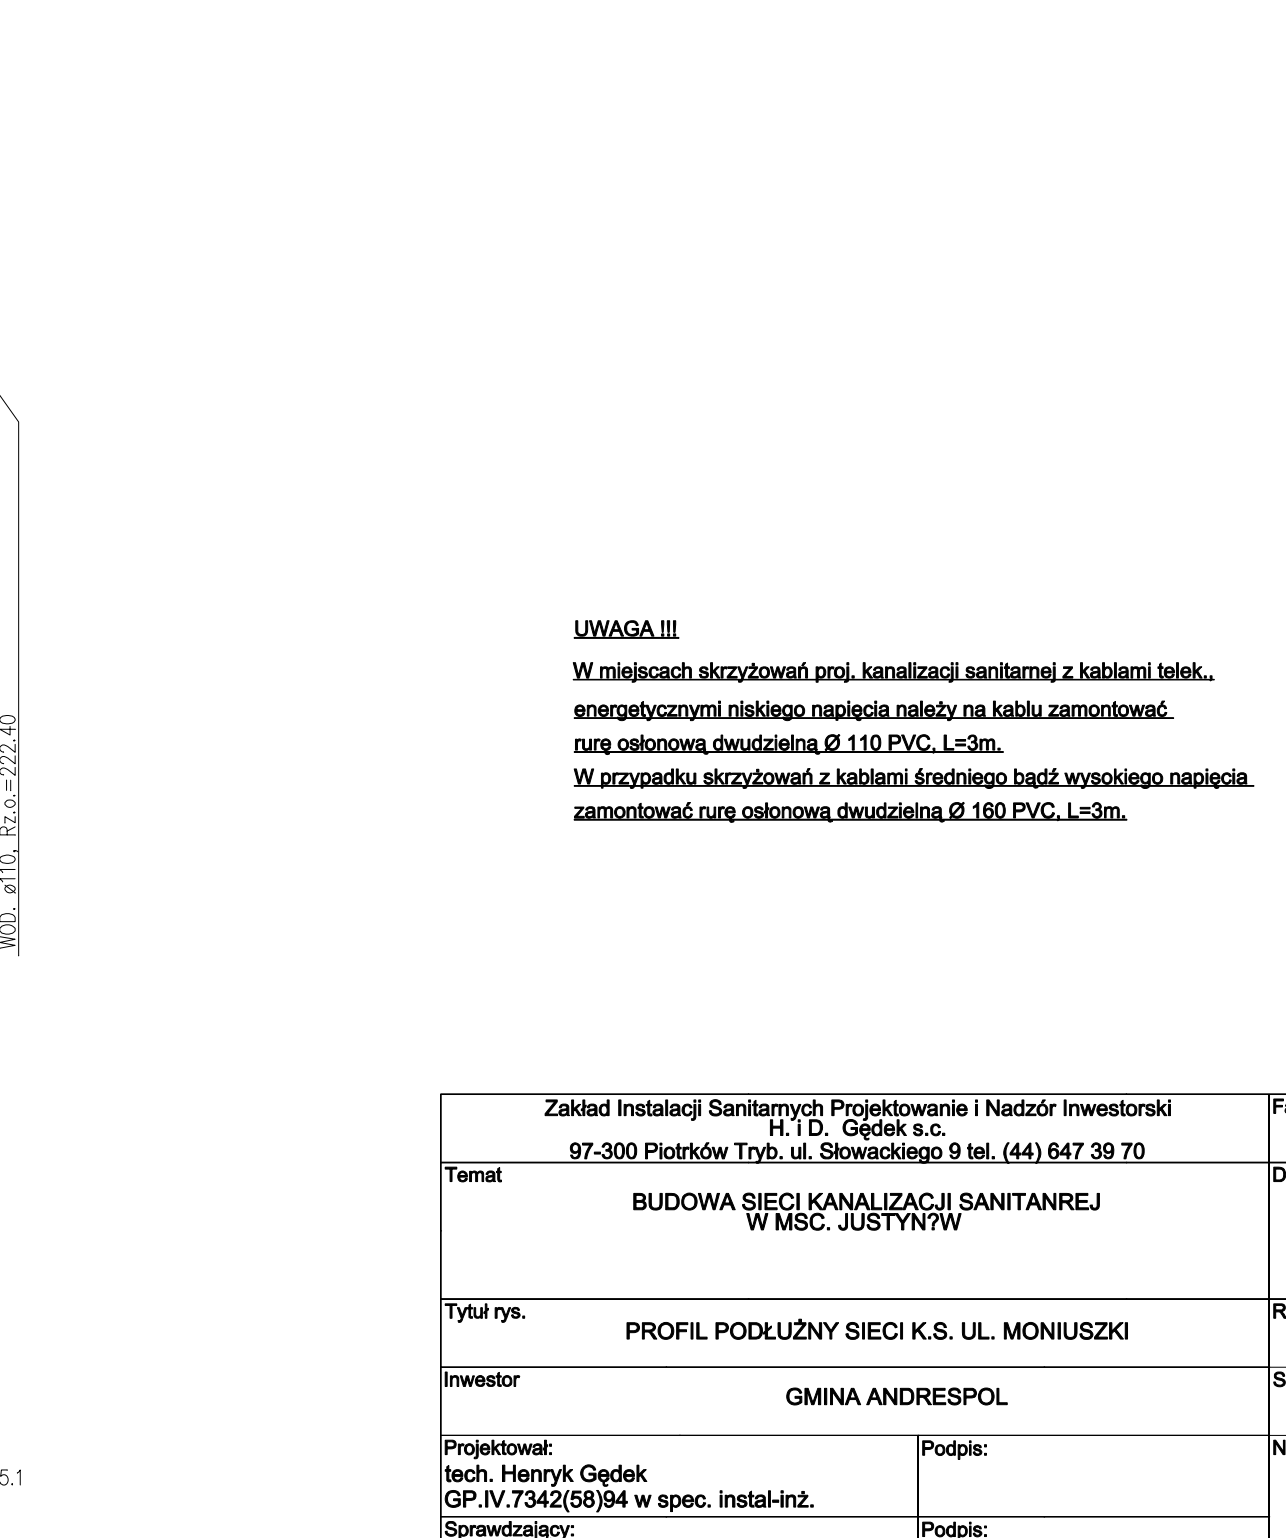 WOD. ø110, Rz.o.=222.40
UWAGA !!!
W miejscach skrzyżowań proj. kanalizacji sanitarnej z kablami telek.,
energetycznymi niskiego napięcia należy na kablu zamontować
rurę osłonową dwudzielną Ø 110 PVC, L=3m.
W przypadku skrzyżowań z kablami średniego bądź wysokiego napięcia
zamontować rurę osłonową dwudzielną Ø 160 PVC, L=3m.
Zakład Instalacji Sanitarnych Projektowanie i Nadzór Inwestorski
H. i D. Gędek s.c.
97-300 Piotrków Tryb. ul. Słowackiego 9 tel. (44) 647 39 70
Temat
BUDOWA SIECI KANALIZACJI SANITANREJ
W MSC. JUSTYN?W
Tytuł rys.
PROFIL PODŁUŻNY SIECI K.S. UL. MONIUSZKI
Inwestor
GMINA ANDRESPOL
Projektował:
Podpis:
tech. Henryk Gędek
GP.IV.7342(58)94 w spec. instal-inż.
5.1
Sprawdzający:
Podpis: